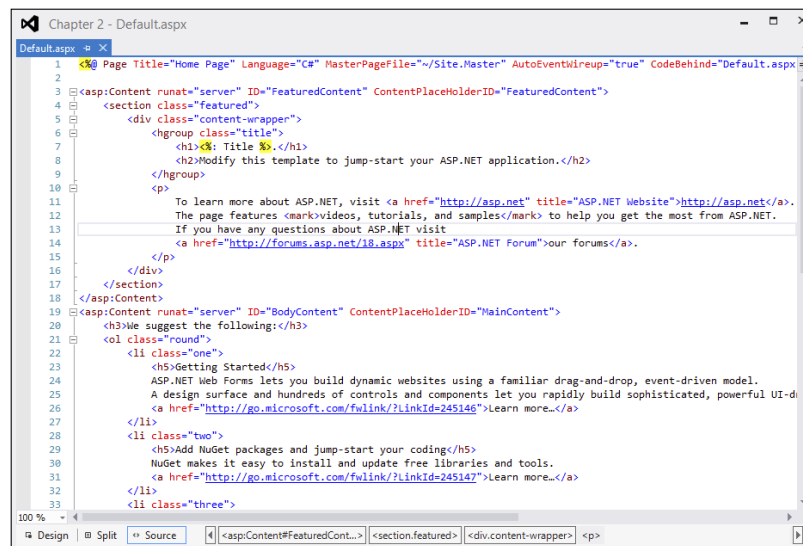 Chapter 2 - Default.aspx
Default.aspx
1 <%@ Page Title="Home Page" Language="C#" MasterPageFile="~/Site.Master" AutoEventWireup="true" CodeBehind="Default.aspx
2
3 <asp:Content runat="server" ID="FeaturedContent" ContentPlaceHolderID="FeaturedContent">
4 <section class="featured">
5 <div class="content-wrapper">
6 <hgroup class="title">
7 <h1><%: Title %>.</h1>
8 <h2>Modify this template to jump-start your ASP.NET application.</h2>
9 </hgroup>
10 <p>
11 To learn more about ASP.NET, visit <a href="http://asp.net" title="ASP.NET Website">http://asp.net</a>.
12 The page features <mark>videos, tutorials, and samples</mark> to help you get the most from ASP.NET.
13 If you have any questions about ASP.NET visit
14 <a href="http://forums.asp.net/18.aspx" title="ASP.NET Forum">our forums</a>.
15 </p>
16 </div>
17 </section>
18 </asp:Content>
19 <asp:Content runat="server" ID="BodyContent" ContentPlaceHolderID="MainContent">
20 <h3>We suggest the following:</h3>
21 <ol class="round">
22 <li class="one">
23 <h5>Getting Started</h5>
24 ASP.NET Web Forms lets you build dynamic websites using a familiar drag-and-drop, event-driven model.
25 A design surface and hundreds of controls and components let you rapidly build sophisticated, powerful UI-d
26 <a href="http://go.microsoft.com/fwlink/?LinkId=245146">Learn more…</a>
27 </li>
28 <li class="two">
29 <h5>Add NuGet packages and jump-start your coding</h5>
30 NuGet makes it easy to install and update free libraries and tools.
31 <a href="http://go.microsoft.com/fwlink/?LinkId=245147">Learn more…</a>
32 </li>
33 <li class="three">
100 %
Design Split Source <asp:Content#FeaturedCont...> <section.featured> <div.content-wrapper> <p>